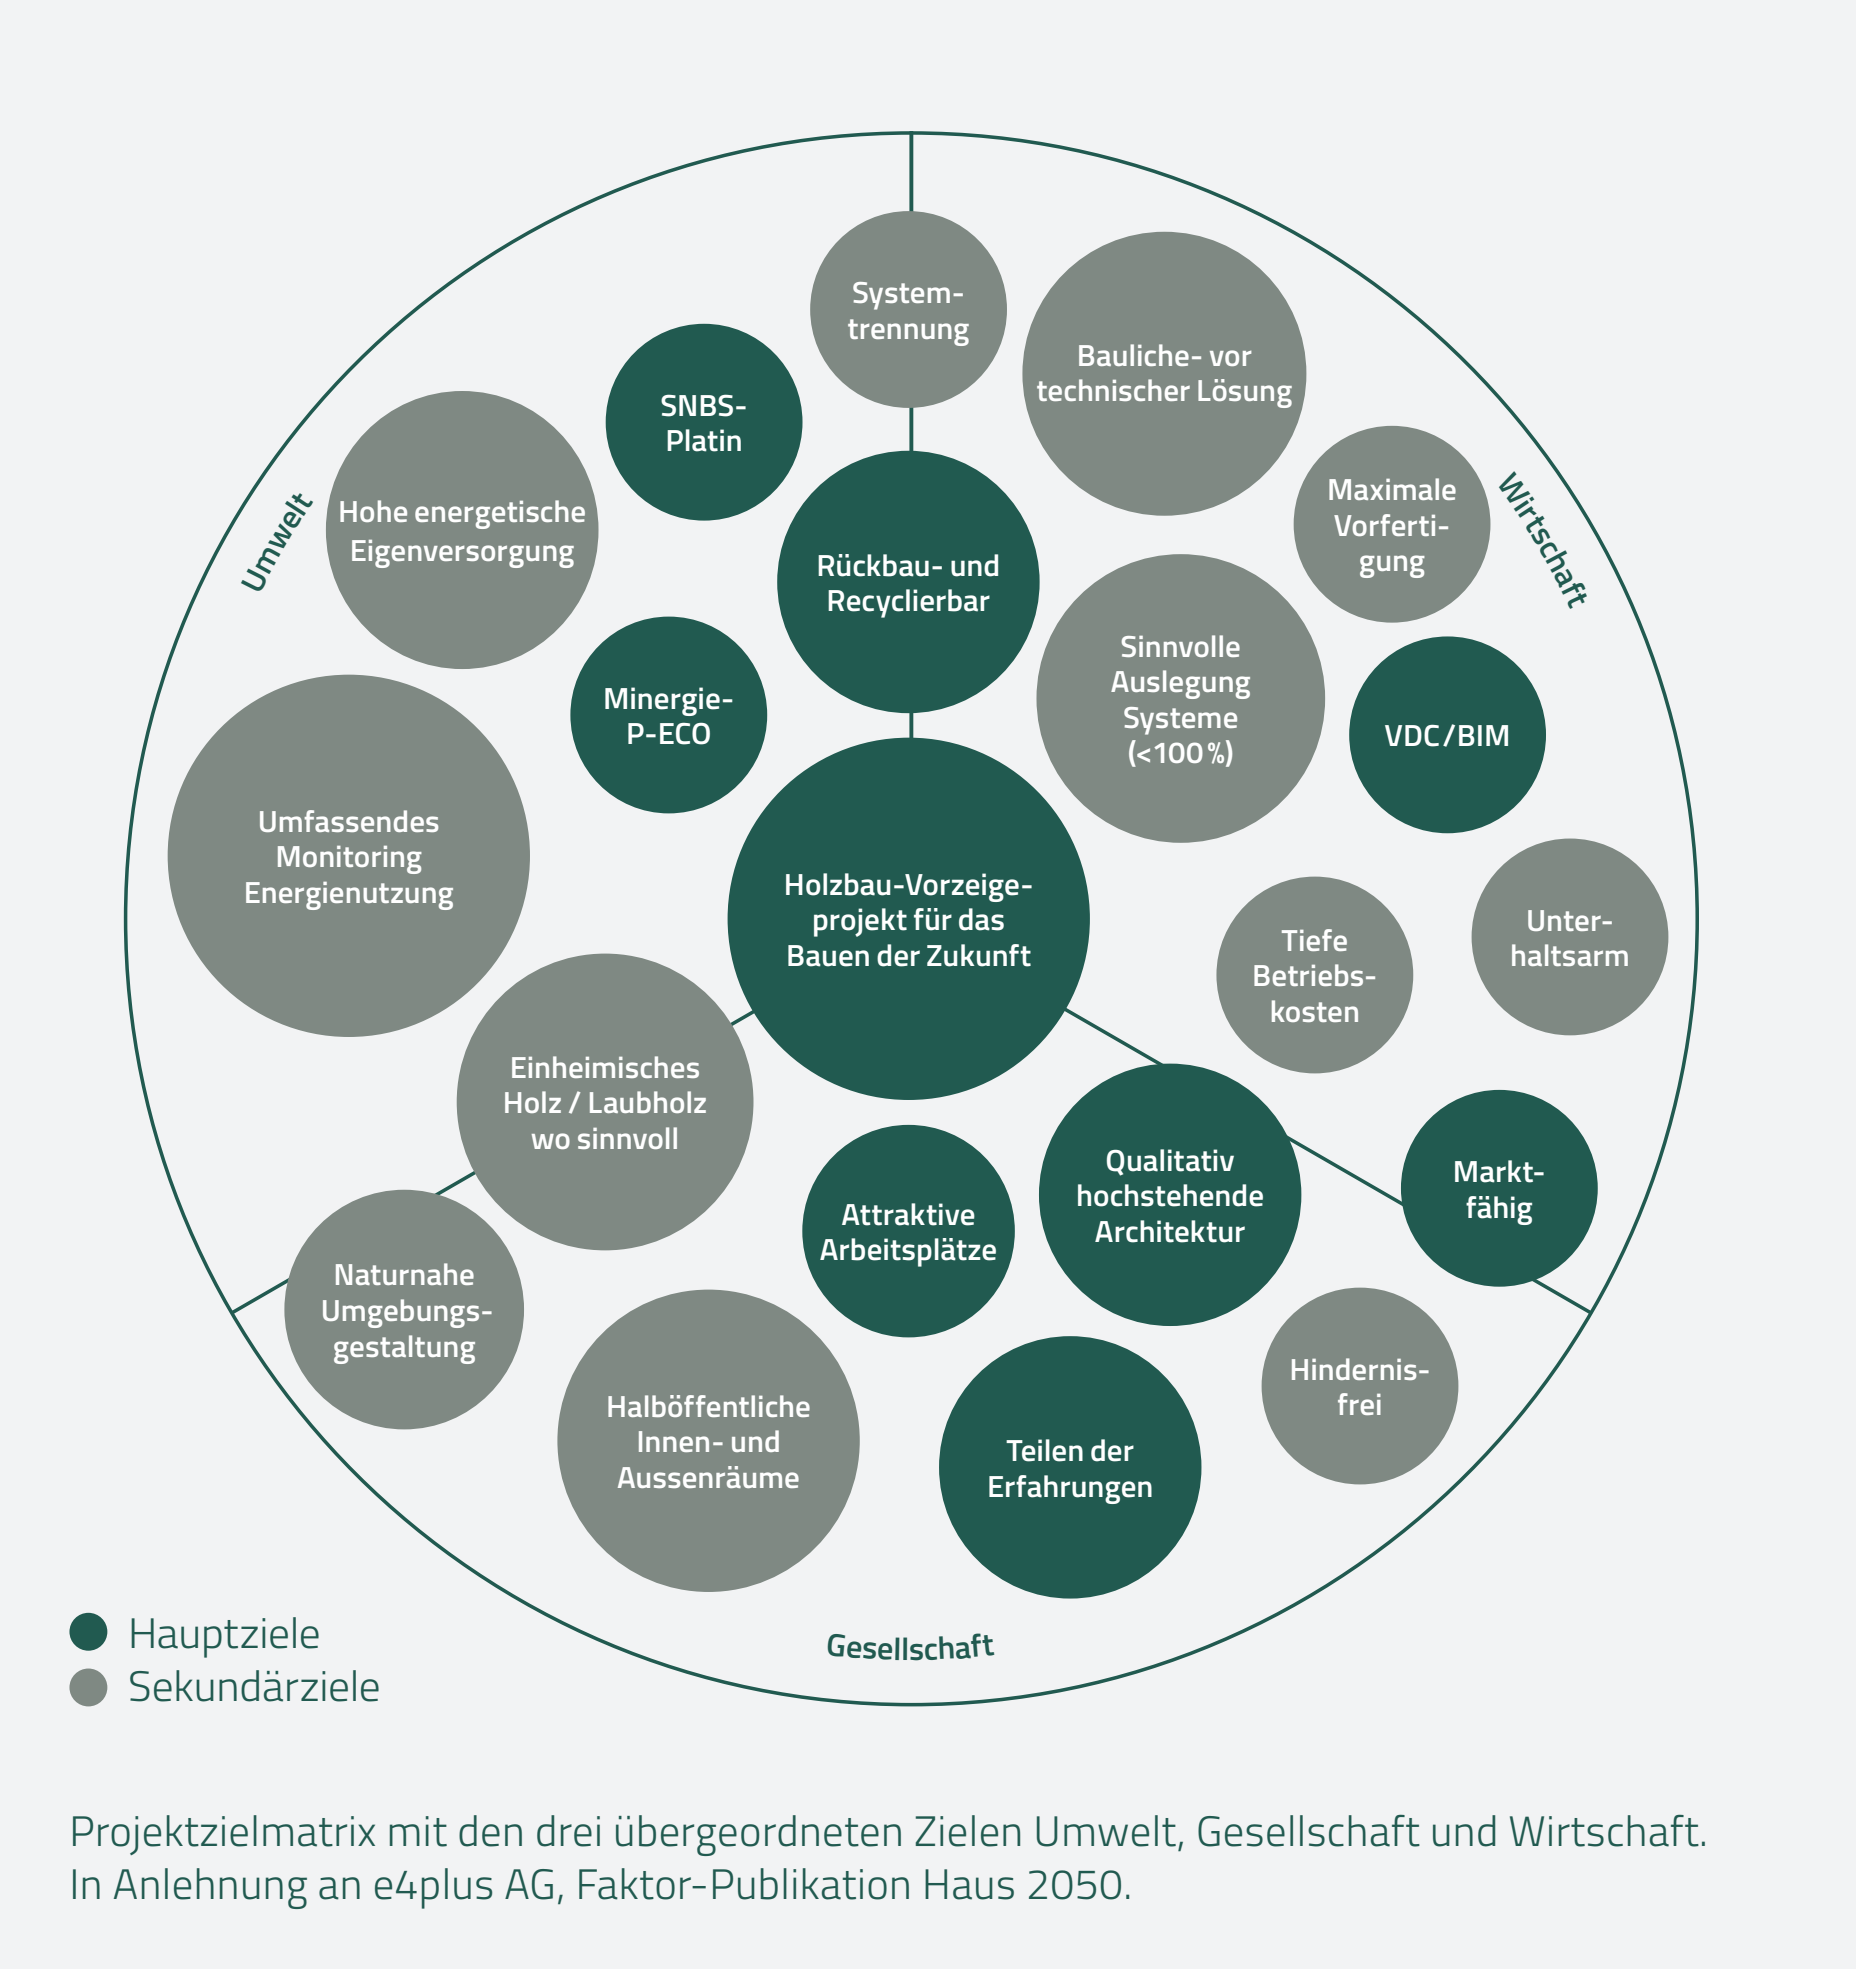 System-
trennung
Bauliche- vor
technischer Lösung
SNBS-
Platin
Hohe energetische
Eigenversorgung
Umwelt
Maximale
Vorferti-
gung
Wirtschaft
Rückbau- und
Recyclierbar
Sinnvolle
Auslegung
Systeme
(<100 %)
Minergie-
P-ECO
VDC/BIM
Umfassendes
Monitoring
Energienutzung
Holzbau-Vorzeige-
projekt für das
Bauen der Zukunft
Tiefe
Betriebs-
kosten
Unter-
haltsarm
Einheimisches
Holz / Laubholz
wo sinnvoll
Attraktive
Arbeitsplätze
Qualitativ
hochstehende
Architektur
Markt-
fähig
Naturnahe
Umgebungs-
gestaltung
Halböffentliche
Innen- und
Aussenräume
Teilen der
Erfahrungen
Hindernis-
frei
Gesellschaft
Hauptziele
Sekundärziele
Projektzielmatrix mit den drei übergeordneten Zielen Umwelt, Gesellschaft und Wirtschaft.
In Anlehnung an e4plus AG, Faktor-Publikation Haus 2050.